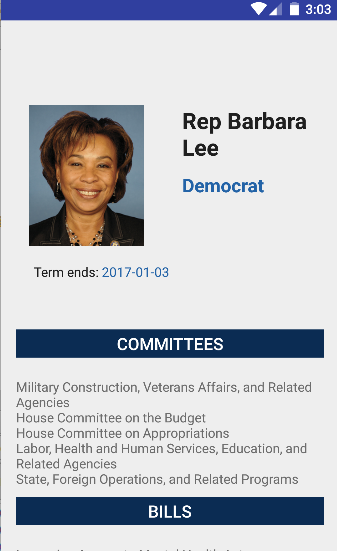 3:03
Rep Barbara
Lee
Democrat
Term ends: 2017-01-03
COMMITTEES
Military Construction, Veterans Affairs, and Related
Agencies
House Committee on the Budget
House Committee on Appropriations
Labor, Health and Human Services, Education, and
Related Agencies
State, Foreign Operations, and Related Programs
BILLS